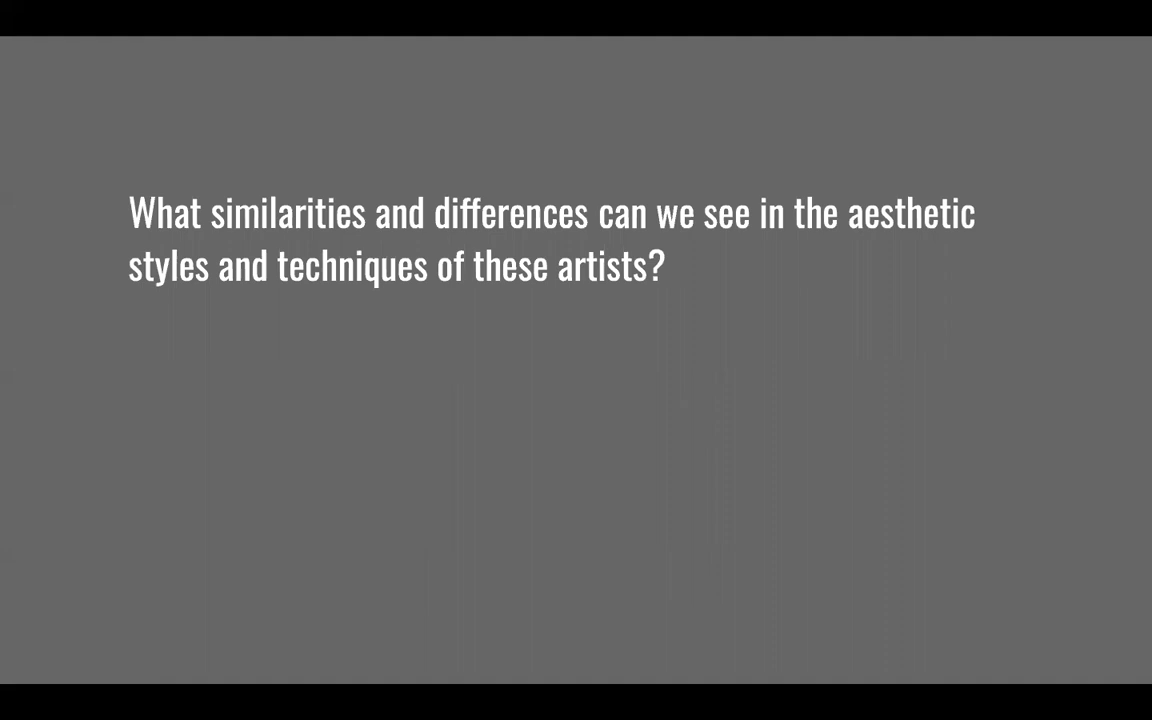 What similarities and differences can we see in the aesthetic
styles and techniques of these artists?